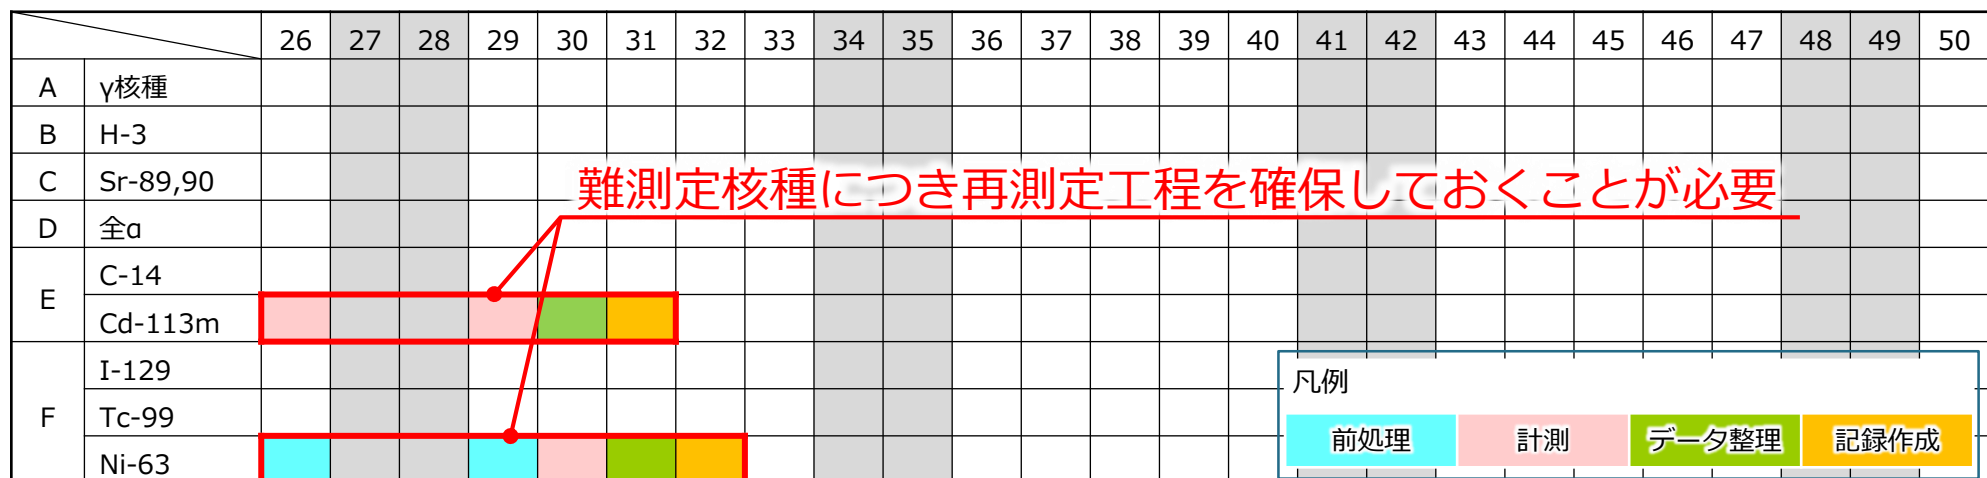 26 27 28 29 30 31 32 33 34 35 36 37 38 39 40 41 42 43 44 45 46 47 48 49 50
A γ核種
B H-3
C Sr-89,90
難測定核種につき再測定工程を確保しておくことが必要
D 全α
E C-14
Cd-113m
F I-129
Tc-99
Ni-63
凡例
前処理 計測 データ整理 記録作成